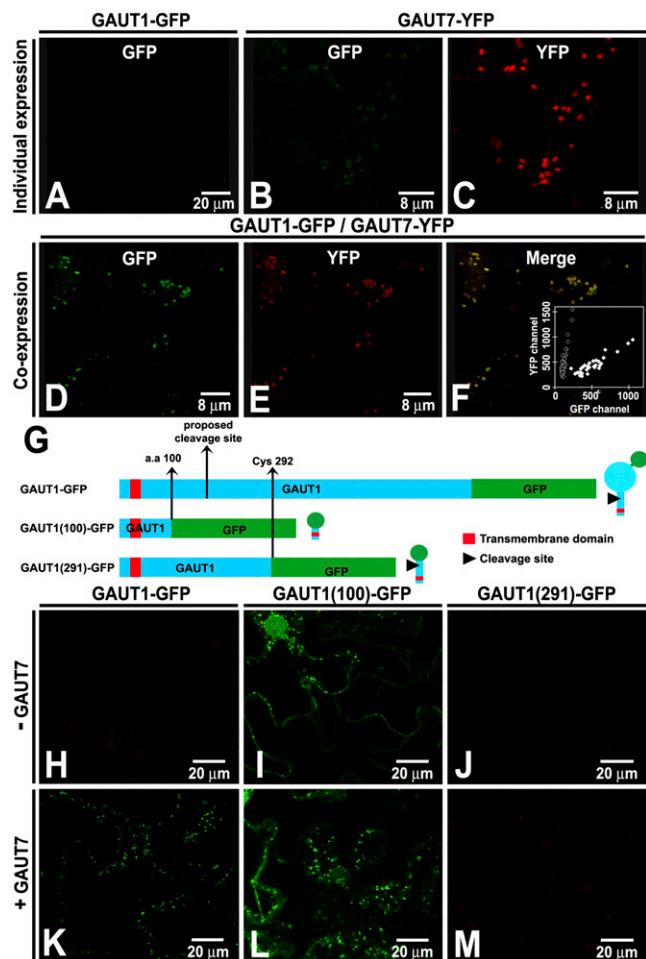 GAUT1-GFP GAUT7-YFP
Individual expression
GFP GFP YFP
A 20 µm B 8 µm C 8 µm
GAUT1-GFP / GAUT7-YFP
Co-expression
GFP YFP Merge
YFP channel
1500
1000
500
0
0 500 1000
GFP channel
D 8 µm E 8 µm F
G
proposed
cleavage site
a.a 100 Cys 292
GAUT1-GFP GAUT1 GFP
GAUT1(100)-GFP GAUT1 GFP
Transmembrane domain
Cleavage site
GAUT1(291)-GFP GAUT1 GFP
GAUT1-GFP GAUT1(100)-GFP GAUT1(291)-GFP
- GAUT7
H 20 µm I 20 µm J 20 µm
+ GAUT7
K 20 µm L 20 µm M 20 µm